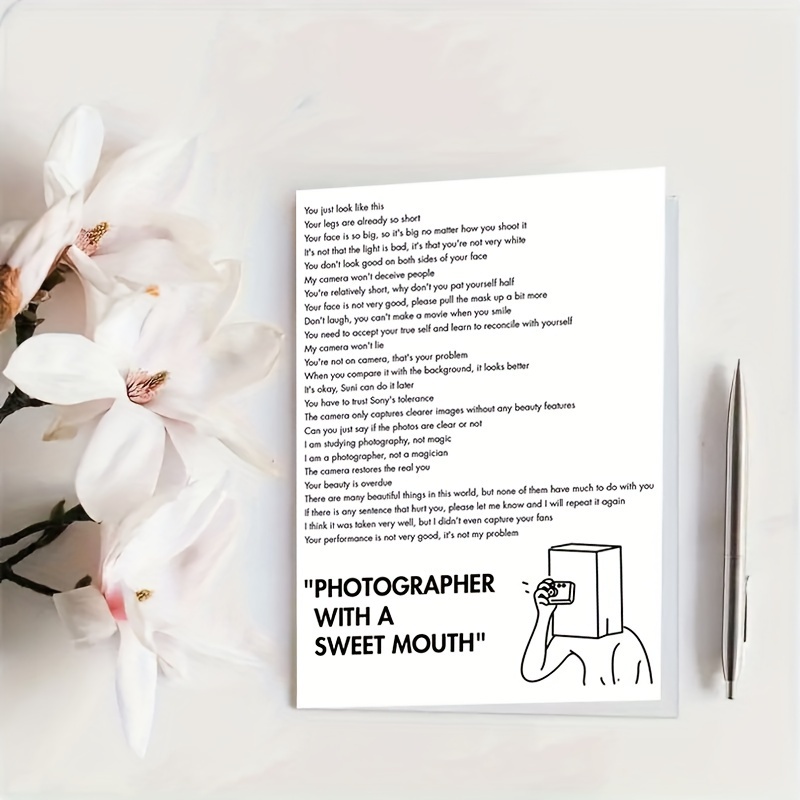 You just look like this
Your legs are already so short
Your face is so big, so it's big no matter how you shoot it
It's not that the light is bad, it's that you're not very white
You don't look good on both sides of your face
My camera won't deceive people
You're relatively short, why don't you pat yourself half
Your face is not very good, please pull the mask up a bit more
Don't laugh, you can't make a movie when you smile
You need to accept your true self and learn to reconcile with yourself
My camera won't lie
You're not on camera, that's your problem
When you compare it with the background, it looks better
It's okay, Suni can do it later
You have to trust Sony's tolerance
The camera only captures clearer images without any beauty features
Can you just say if the photos are clear or not
I am studying photography, not magic
I am a photographer, not a magician
The camera restores the real you
Your beauty is overdue
There are many beautiful things in this world, but none of them have much to do with you
If there is any sentence that hurt you, please let me know and I will repeat it again
I think it was taken very well, but I didn't even capture your fans
Your performance is not very good, it's not my problem
"PHOTOGRAPHER
WITH A
SWEET MOUTH"